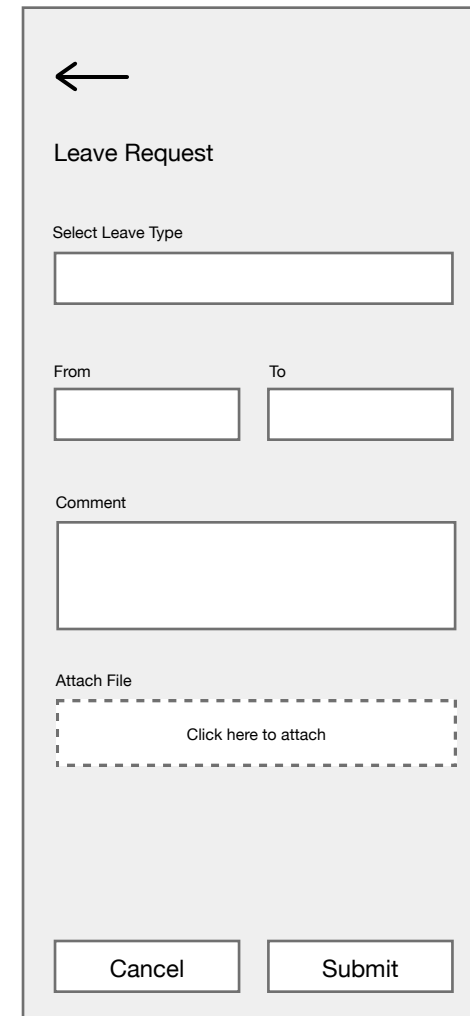 Leave Request
Select Leave Type
From To
Comment
Attach File
Click here to attach
Cancel Submit